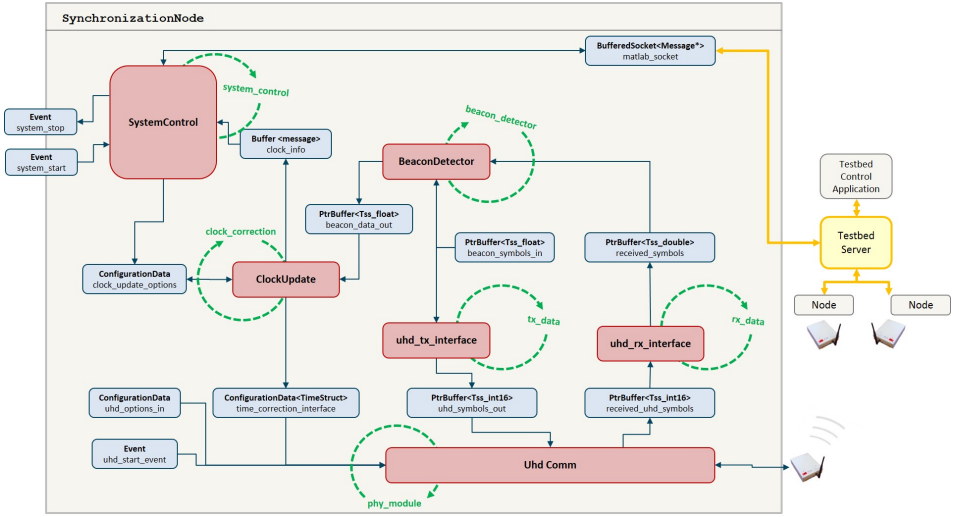 SynchronizationNode
BufferedSocket<Message*>
matlab_socket
system_control
SystemControl
Event
system_stop
Event
system_start
Buffer <message>
clock_info
beacon_detector
BeaconDetector
Testbed
Control
Application
PtrBuffer<Tss_float>
beacon_data_out
clock_correction
PtrBuffer<Tss_float>
beacon_symbols_in
PtrBuffer<Tss_double>
received_symbols
Testbed
Server
ConfigurationData
clock_update_options
ClockUpdate
Node
Node
tx_data
rx_data
uhd_tx_interface
uhd_rx_interface
ConfigurationData
uhd_options_in
ConfigurationData<TimeStruct>
time_correction_interface
PtrBuffer<Tss_int16>
uhd_symbols_out
PtrBuffer<Tss_int16>
received_uhd_symbols
Event
uhd_start_event
Uhd Comm
phy_module